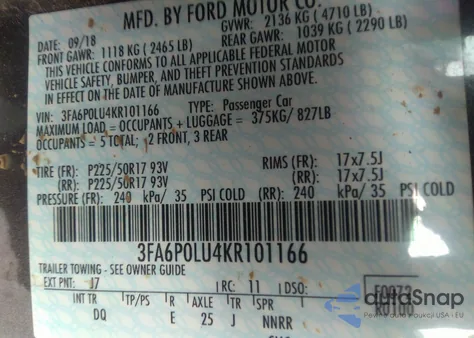 MFD. BY FORD MOTOR CO.
DATE: 09/18 GVWR: 2136 KG (4710 LB)
FRONT GAWR: 1118 KG (2465 LB) REAR GAWR: 1039 KG (2290 LB)
THIS VEHICLE CONFORMS TO ALL APPLICABLE FEDERAL MOTOR
VEHICLE SAFETY, BUMPER, AND THEFT PREVENTION STANDARDS
IN EFFECT ON THE DATE OF MANUFACTURE SHOWN ABOVE.
VIN: 3FA6P0LU4KR101166 TYPE: Passenger Car
MAXIMUM LOAD = OCCUPANTS + LUGGAGE = 375KG/ 827LB
OCCUPANTS = 5 TOTAL; 2 FRONT, 3 REAR
TIRE (FR): P225/50R17 93V RIMS (FR): 17x7.5J
(RR): P225/50R17 93V (RR): 17x7.5J
PRESSURE (FR): 240 kPa/ 35 PSI COLD (RR): 240 kPa/ 35 PSI COLD
3FA6P0LU4KR101166
TRAILER TOWING - SEE OWNER GUIDE
EXT PNT: J7 RC: 11 DSO:
INT TR TP/PS R AXLE TR SPR
DQ E 25 J NNRR
autoSnap